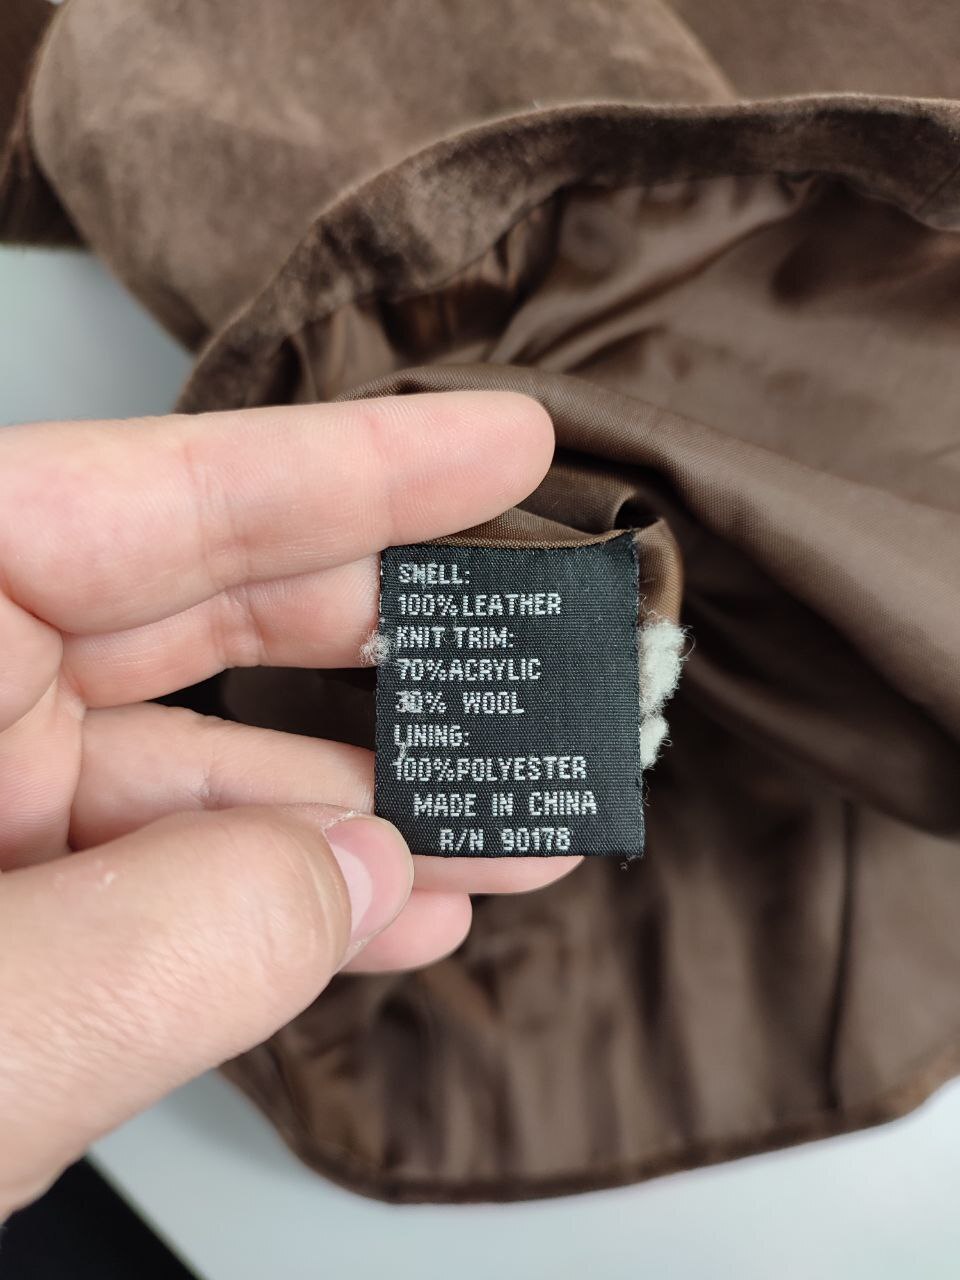 SHELL:
100% LEATHER
KNIT TRIM:
70% ACRYLIC
30% WOOL
LINING:
100% POLYESTER
MADE IN CHINA
R/N 90178